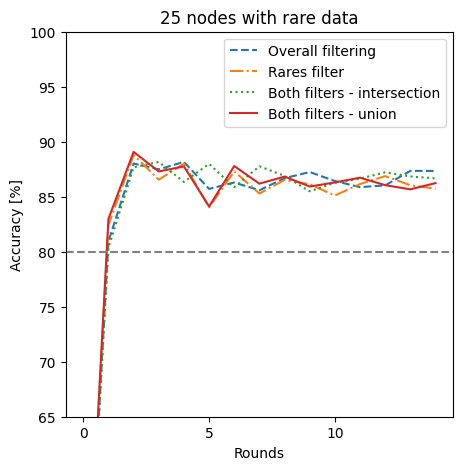 25 nodes with rare data
Overall filtering
Rares filter
Both filters - intersection
Both filters - union
Accuracy [%]
100
95
90
85
80
75
70
65
0
5
10
Rounds